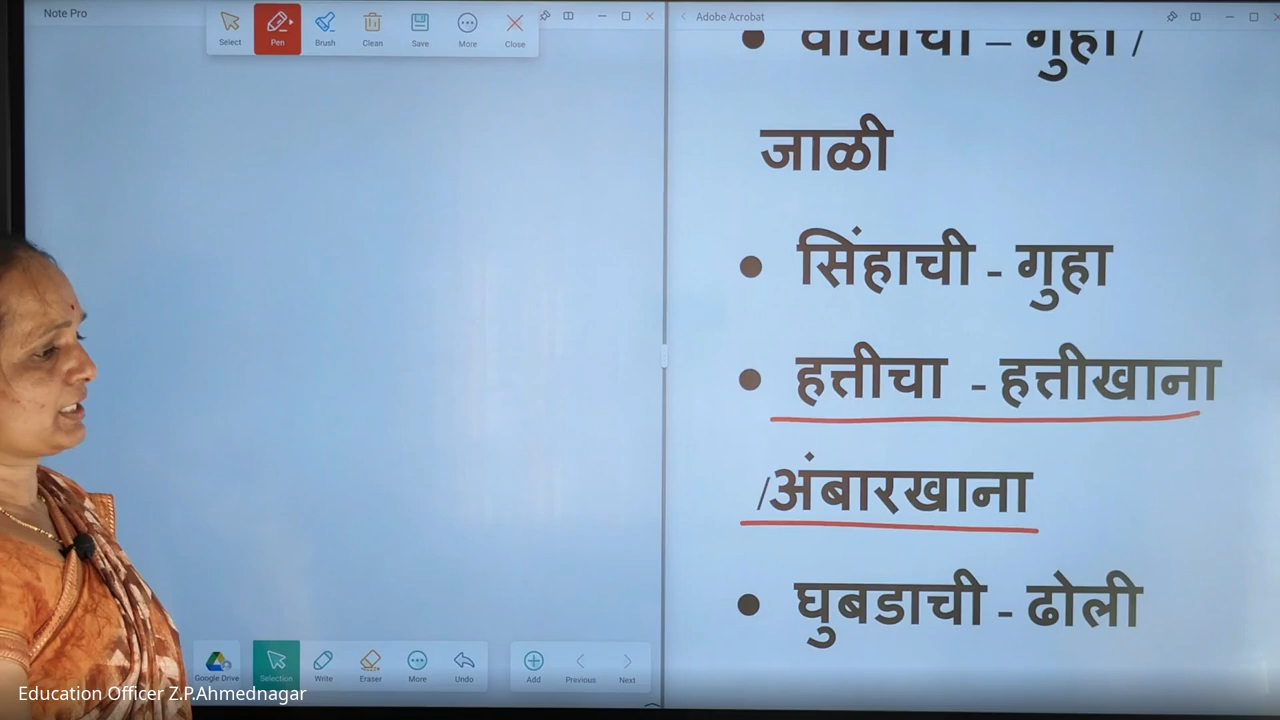 Note Pro
Select
Pen
Brush
Clean
Save
More
Close
Adobe Acrobat
• वाघाची – गुहा /
जाळी
• सिंहाची - गुहा
• हत्तीचा - हत्तीखाना
/अंबारखाना
• घुबडाची - ढोली
Google Drive
Selection
Write
Eraser
More
Undo
Add
Previous
Next
Education Officer Z.P.Ahmednagar